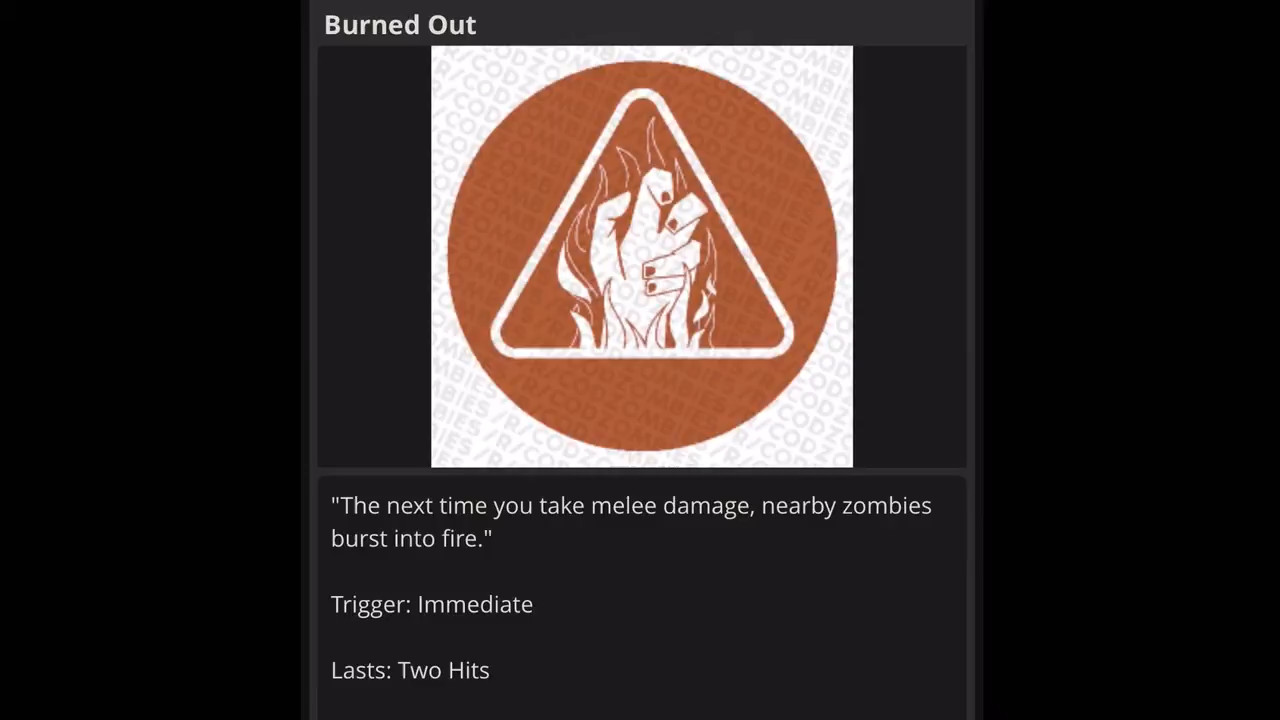 Burned Out
"The next time you take melee damage, nearby zombies
burst into fire."
Trigger: Immediate
Lasts: Two Hits
R/CODZOMBIES